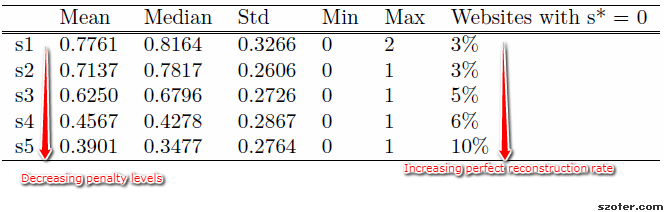 Mean Median Std Min Max Websites with s* = 0
s1 0.7761 0.8164 0.3266 0 2 3%
s2 0.7137 0.7817 0.2606 0 1 3%
s3 0.6250 0.6796 0.2726 0 1 5%
s4 0.4567 0.4278 0.2867 0 1 6%
s5 0.3901 0.3477 0.2764 0 1 10%
Decreasing penalty levels
Increasing perfect reconstruction rate
szoter.com